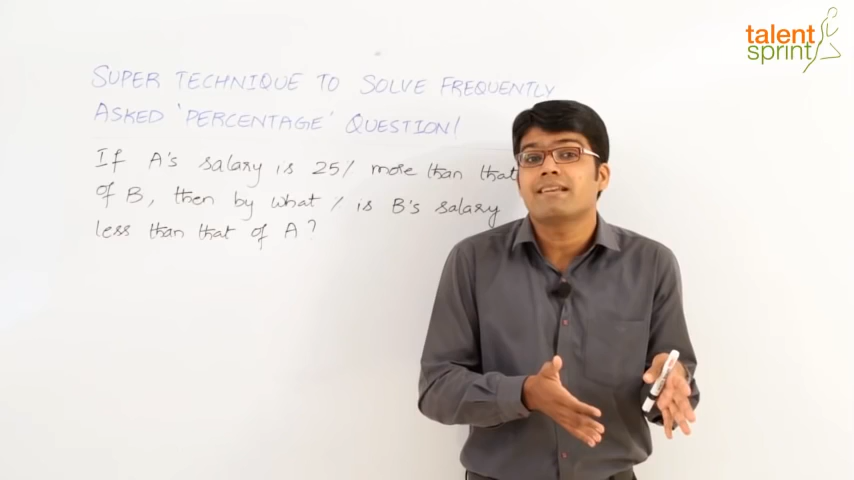 talent
sprint
SUPER TECHNIQUE TO SOLVE FREQUENTLY
ASKED 'PERCENTAGE' QUESTION!
If A's salary is 25% more than that
of B, then by what % is B's salary
less than that of A?